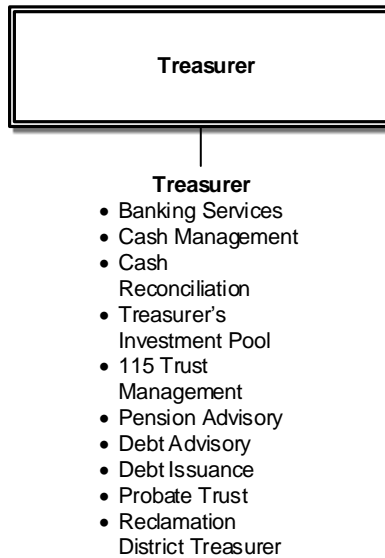 Treasurer
Treasurer
• Banking Services
• Cash Management
• Cash
Reconciliation
• Treasurer’s
Investment Pool
• 115 Trust
Management
• Pension Advisory
• Debt Advisory
• Debt Issuance
• Probate Trust
• Reclamation
District Treasurer